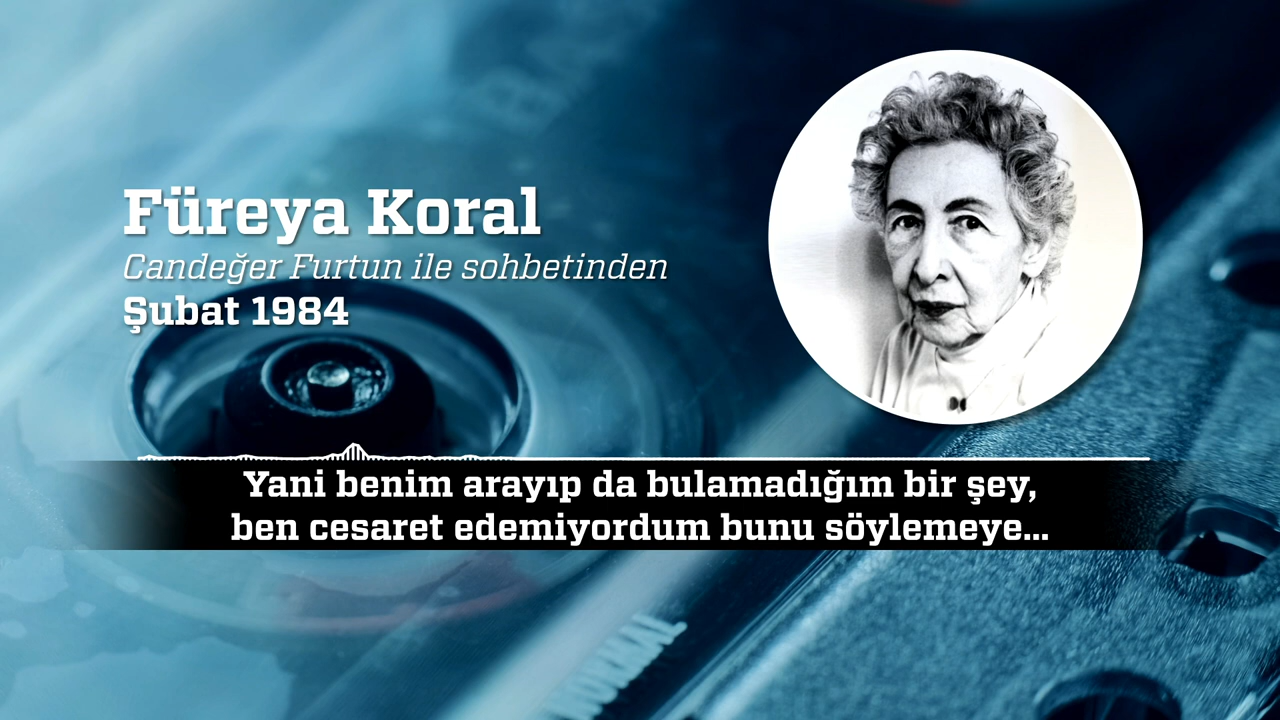 Füreya Koral
Candeğer Furtun ile sohbetinden
Şubat 1984
Yani benim arayıp da bulamadığım bir şey,
ben cesaret edemiyordum bunu söylemeye...